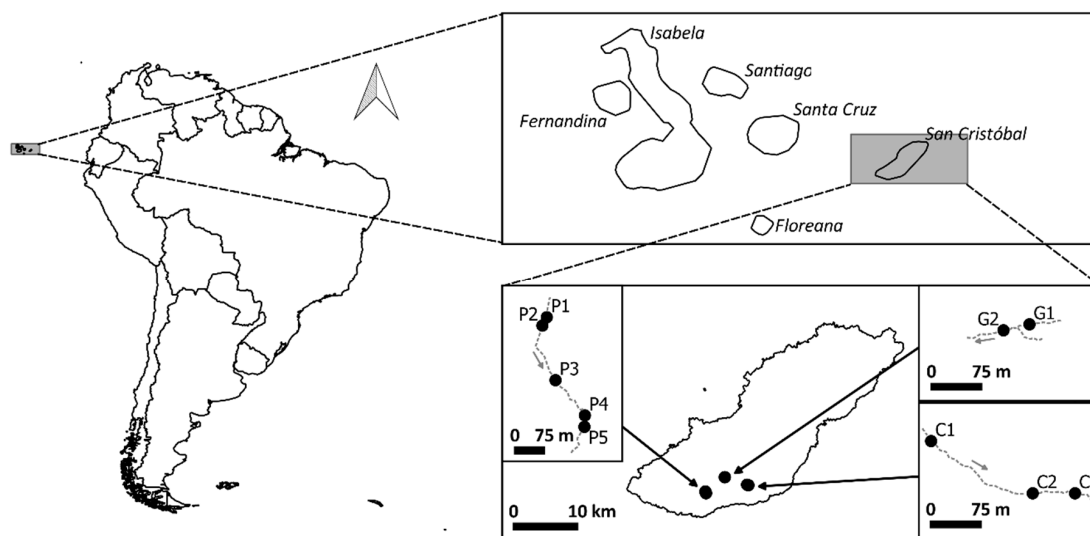 Isabela
Santiago
Fernandina
Santa Cruz
San Cristóbal
Floreana
P1
P2
P3
P4
P5
0 75 m
0 10 km
G2 G1
0 75 m
C1
C2
0 75 m